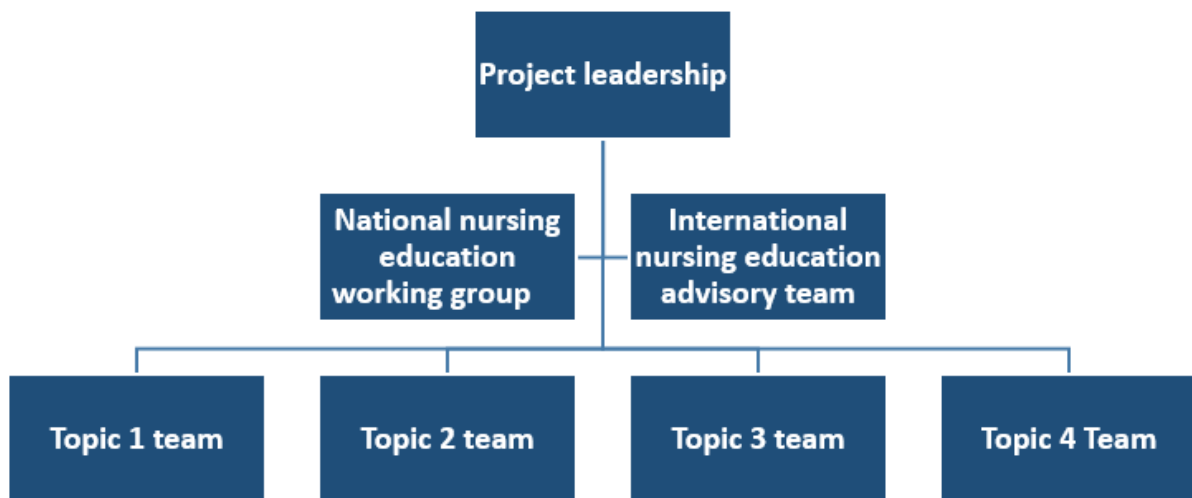 Project leadership
National nursing
education
working group
International
nursing education
advisory team
Topic 1 team
Topic 2 team
Topic 3 team
Topic 4 Team